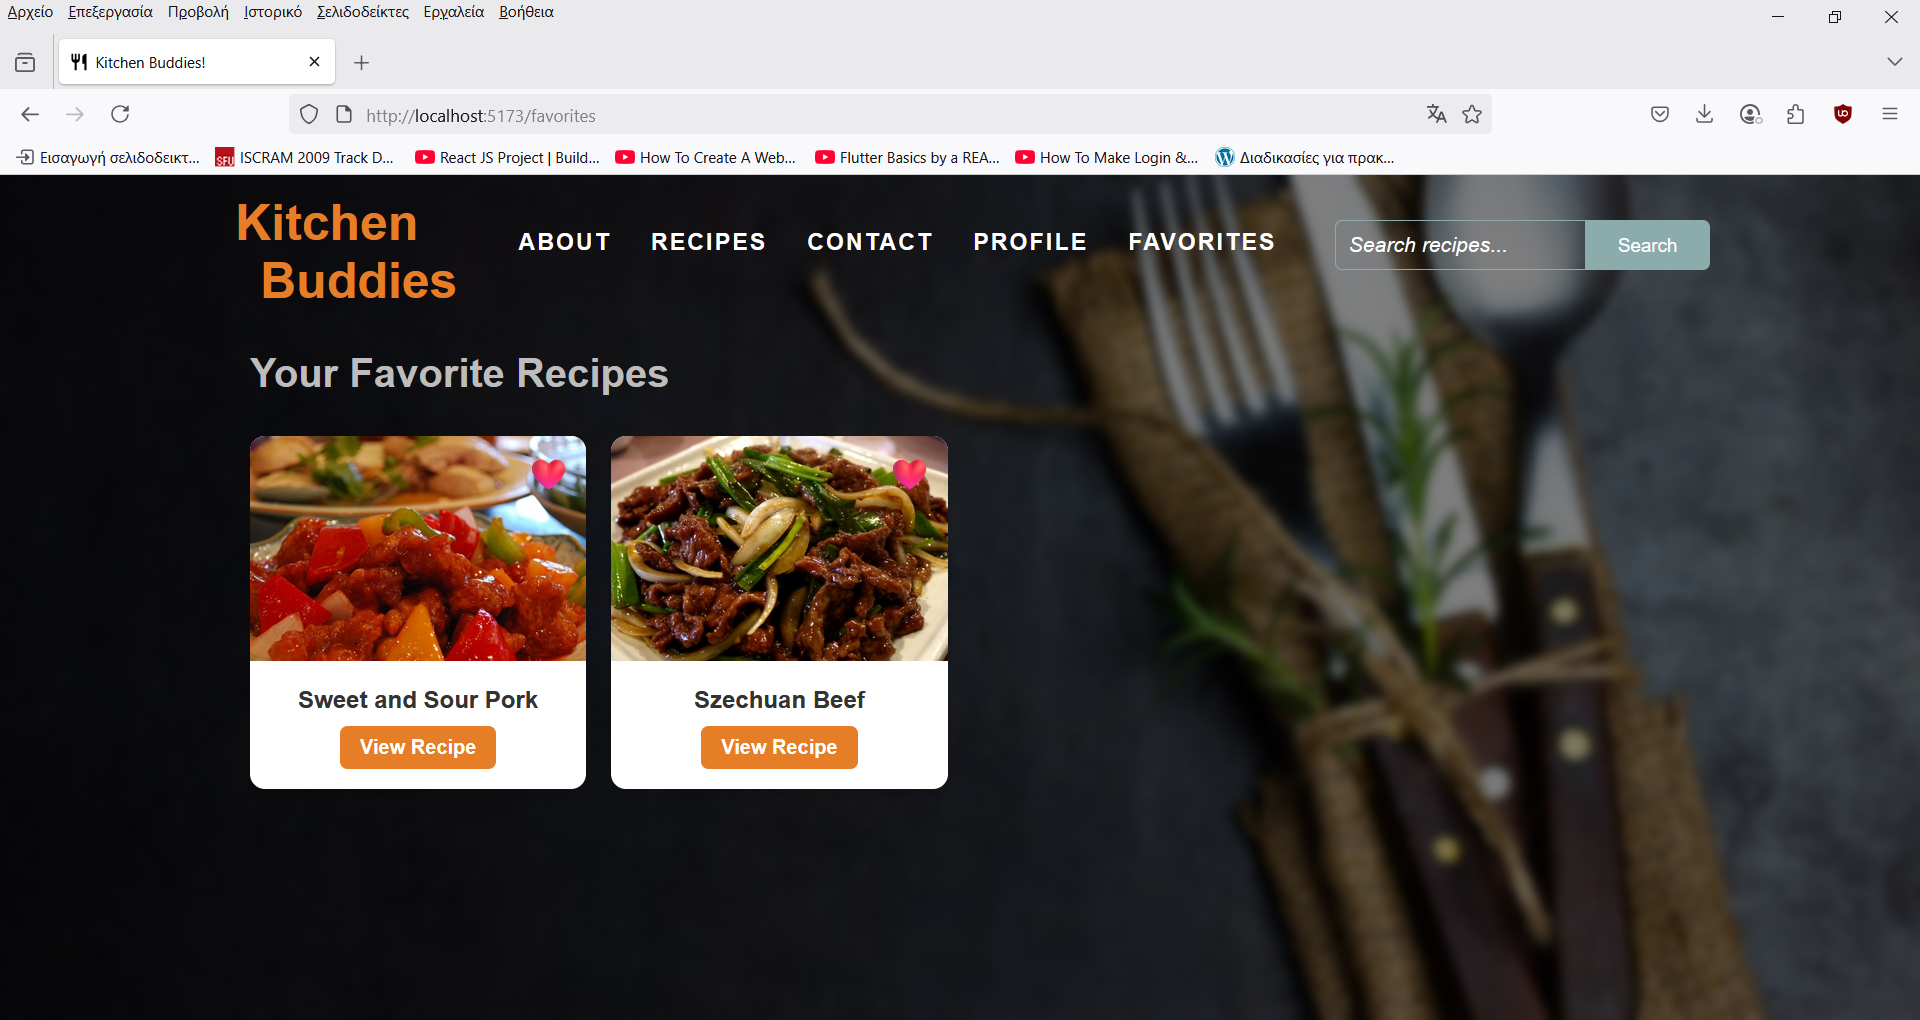 Αρχείο Επεξεργασία Προβολή Ιστορικό Σελιδοδείκτες Εργαλεία Βοήθεια
Kitchen Buddies!
http://localhost:5173/favorites
Εισαγωγή σελιδοδεικτ... SFU ISCRAM 2009 Track D... React JS Project | Build... How To Create A Web... Flutter Basics by a REA... How To Make Login &... Διαδικασίες για πρακ...
Kitchen
Buddies
ABOUT RECIPES CONTACT PROFILE FAVORITES Search recipes... Search
Your Favorite Recipes
Sweet and Sour Pork Szechuan Beef
View Recipe View Recipe